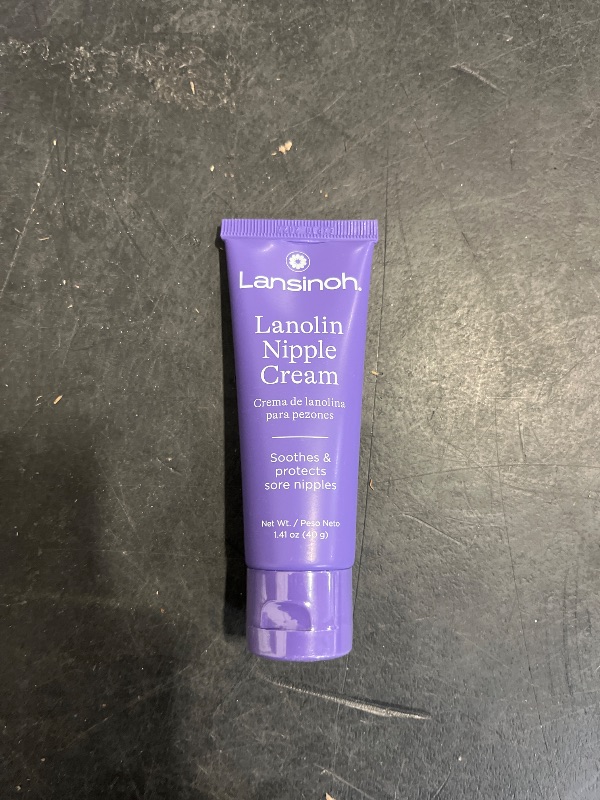 Lansinoh.
Lanolin
Nipple
Cream
Crema de lanolina
para pezones
Soothes &
protects
sore nipples
Net Wt. / Peso Neto
1.41 oz (40 g)